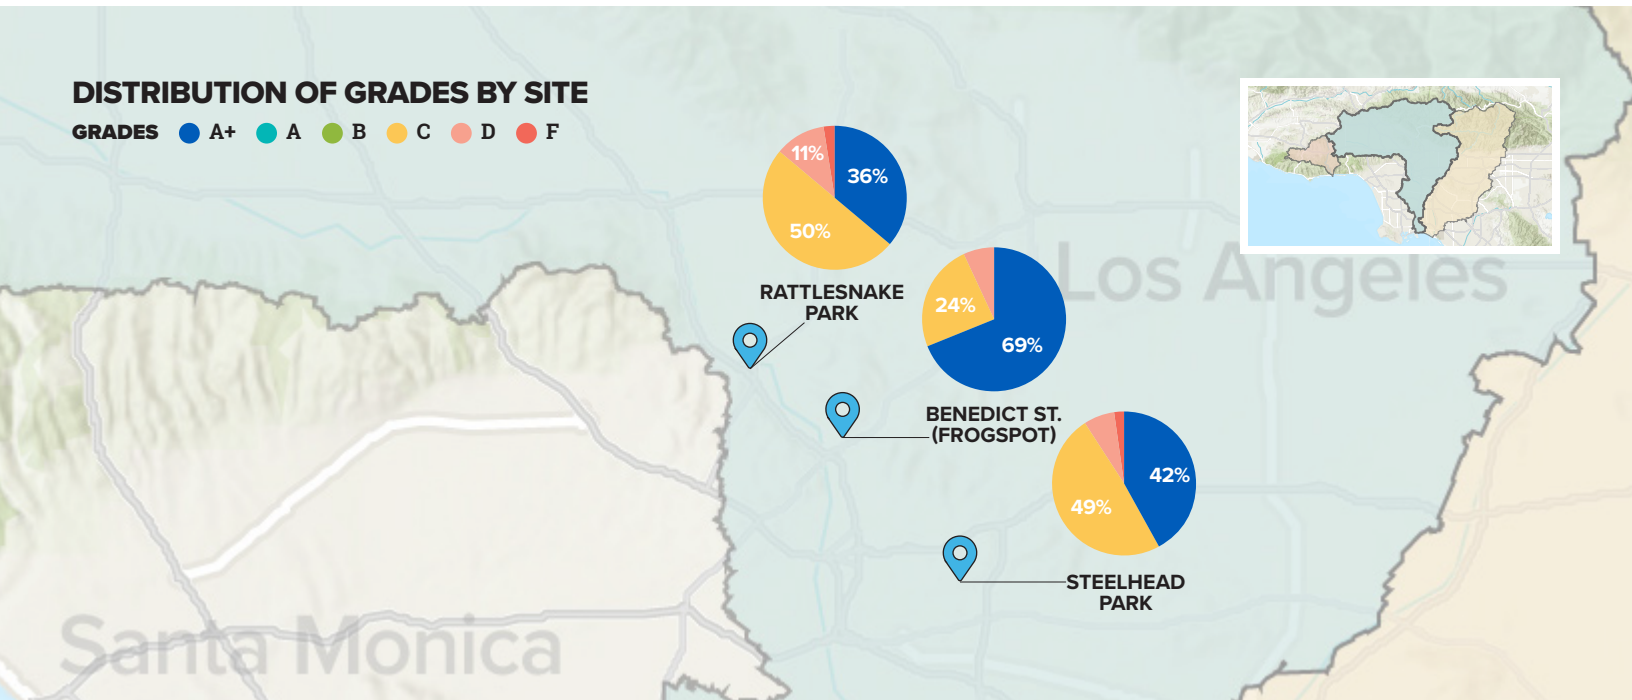 DISTRIBUTION OF GRADES BY SITE
GRADES A+ A B C D F
11%
36%
50%
RATTLESNAKE
PARK
Los Angeles
24%
69%
BENEDICT ST.
(FROGSPOT)
42%
49%
STEELHEAD
PARK
Santa Monica